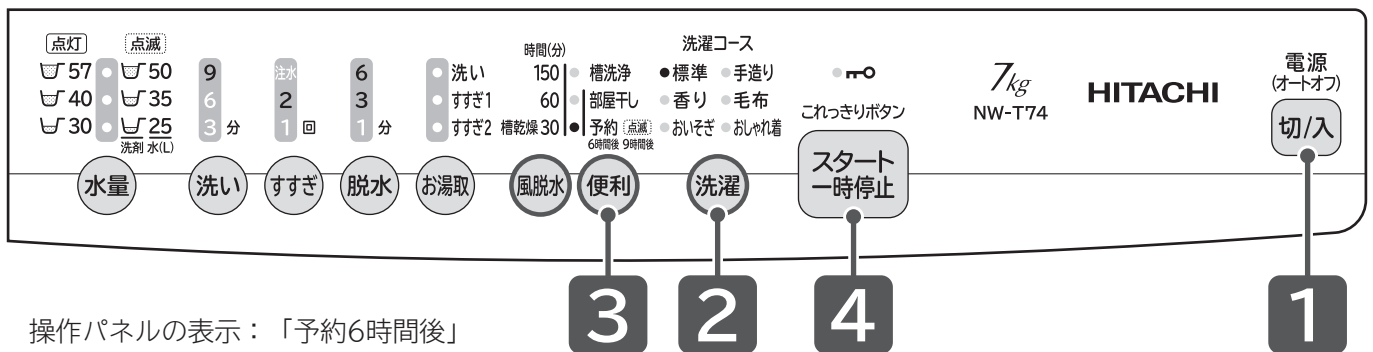 点灯 点滅
57 50
40 35
30 25
洗剤 水(L)
水量
9
6
3 分
洗い
注水
2
1 回
すすぎ
6
3
1 分
脱水
洗い
すすぎ1
すすぎ2
お湯取
時間(分)
150
60
槽乾燥 30
風脱水
槽洗浄
部屋干し
予約 点滅
6時間後 9時間後
便利
洗濯コース
標準 手造り
香り 毛布
おいそぎ おしゃれ着
洗濯
これっきりボタン
スタート
一時停止
7kg
NW-T74
HITACHI
電源
(オートオフ)
切/入
3 2 4 1
操作パネルの表示:「予約6時間後」